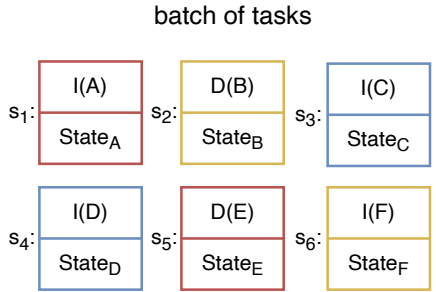 batch of tasks
s₁: I(A) s₂: D(B) s₃: I(C)
State_A State_B State_C
s₄: I(D) s₅: D(E) s₆: I(F)
State_D State_E State_F